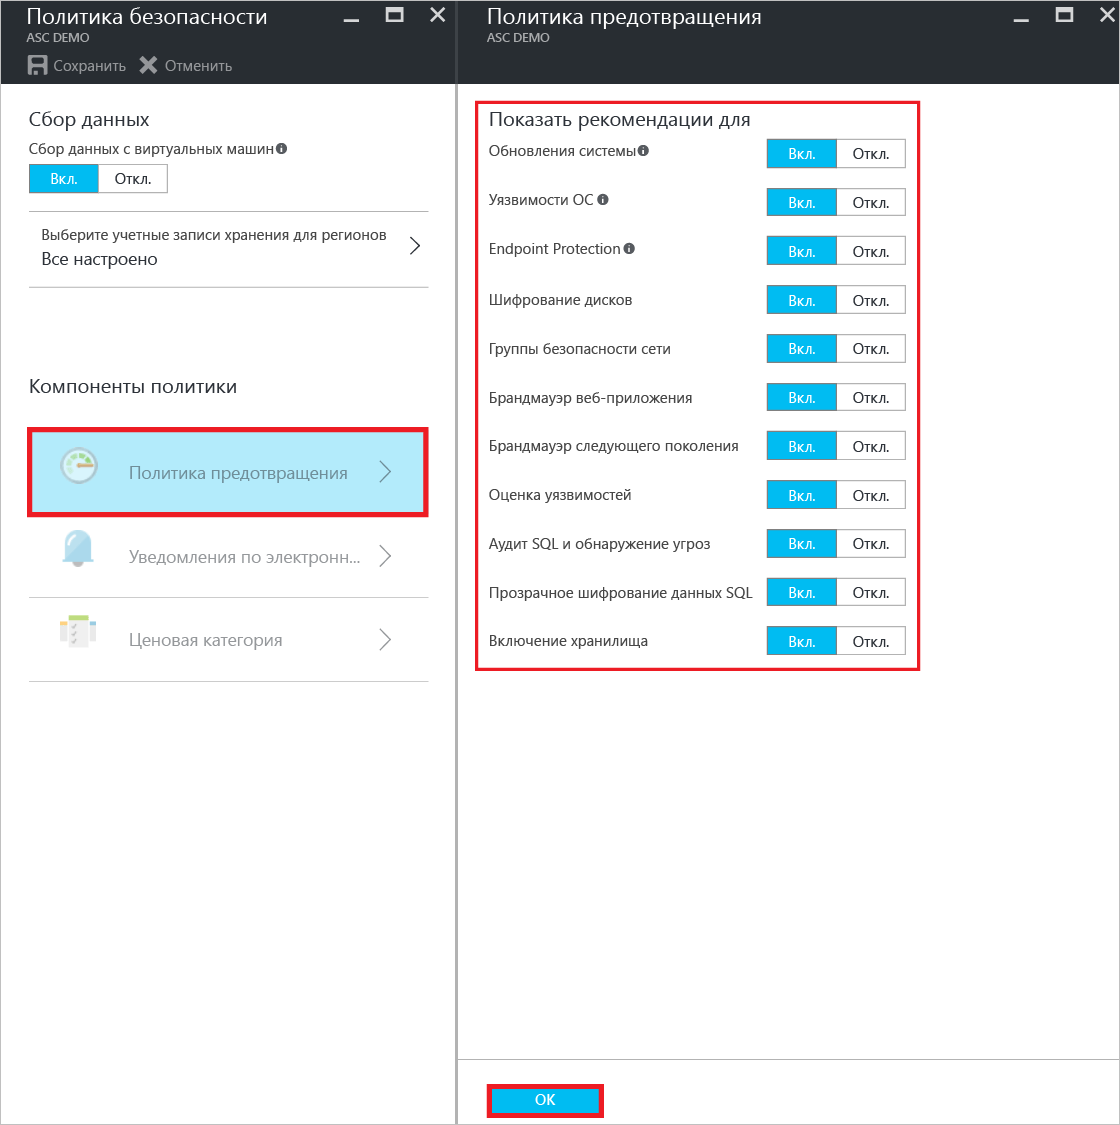 Политика безопасности
ASC DEMO
Сохранить Отменить
Сбор данных
Сбор данных с виртуальных машин
Вкл. Откл.
Выберите учетные записи хранения для регионов
Все настроено
Компоненты политики
Политика предотвращения
Уведомления по электронн...
Ценовая категория
Политика предотвращения
ASC DEMO
Показать рекомендации для
Обновления системы Вкл. Откл.
Уязвимости ОС Вкл. Откл.
Endpoint Protection Вкл. Откл.
Шифрование дисков Вкл. Откл.
Группы безопасности сети Вкл. Откл.
Брандмауэр веб-приложения Вкл. Откл.
Брандмауэр следующего поколения Вкл. Откл.
Оценка уязвимостей Вкл. Откл.
Аудит SQL и обнаружение угроз Вкл. Откл.
Прозрачное шифрование данных SQL Вкл. Откл.
Включение хранилища Вкл. Откл.
ОК